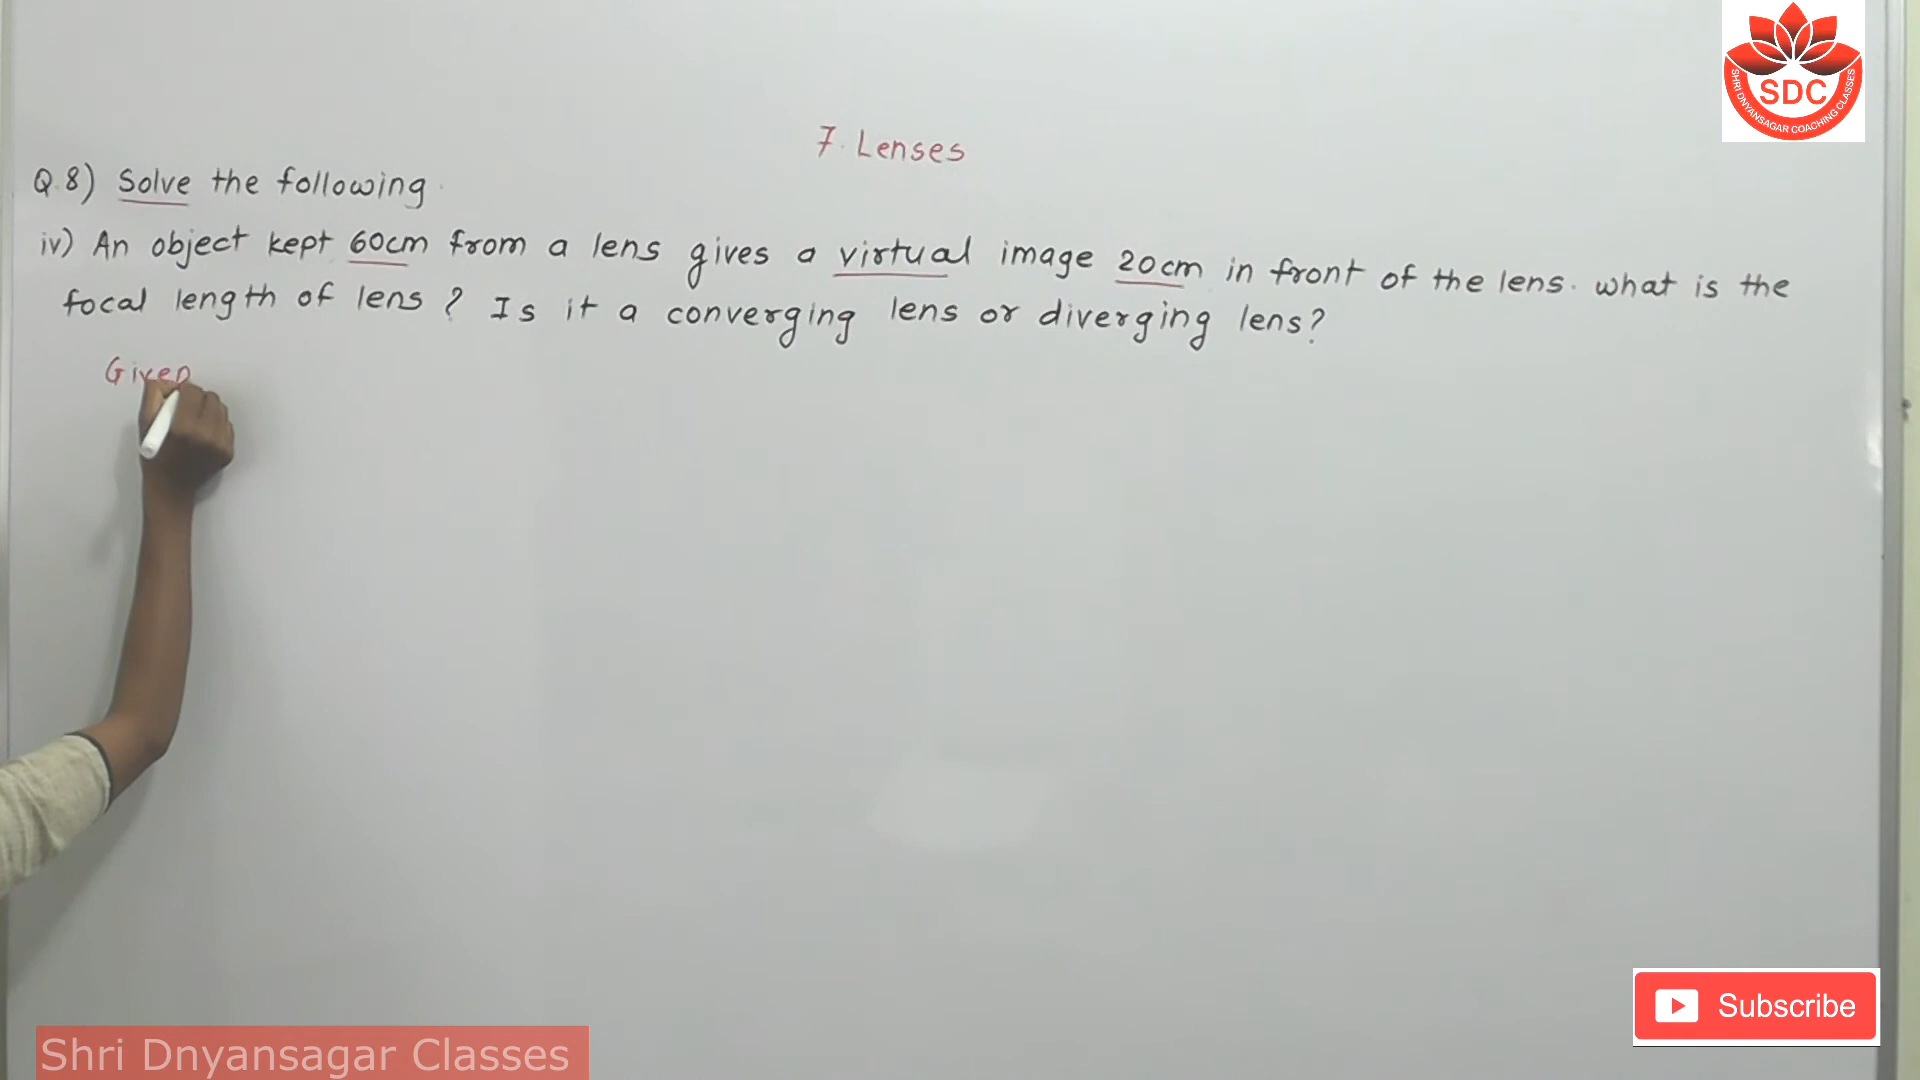 SHRI DNYANSAGAR COACHING CLASSES
SDC
7. Lenses
Q.8) Solve the following.
iv) An object kept 60cm from a lens gives a virtual image 20cm in front of the lens. what is the
focal length of lens ? Is it a converging lens or diverging lens?
Given
Subscribe
Shri Dnyansagar Classes